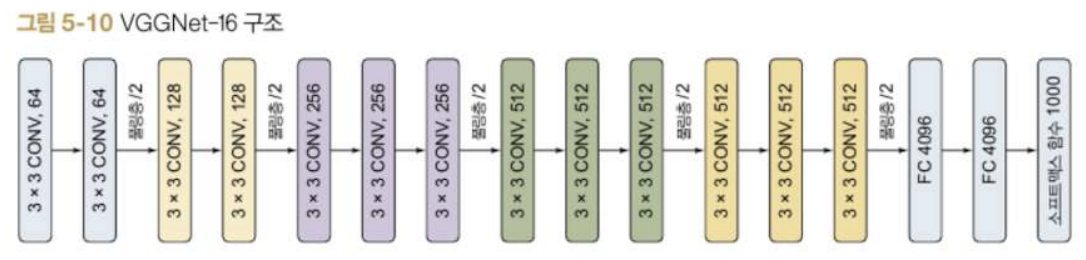 그림 5-10 VGGNet-16 구조
3 × 3 CONV, 64
3 × 3 CONV, 64
풀링층/2
3 × 3 CONV, 128
3 × 3 CONV, 128
풀링층/2
3 × 3 CONV, 256
3 × 3 CONV, 256
3 × 3 CONV, 256
풀링층/2
3 × 3 CONV, 512
3 × 3 CONV, 512
3 × 3 CONV, 512
풀링층/2
3 × 3 CONV, 512
3 × 3 CONV, 512
3 × 3 CONV, 512
풀링층/2
FC 4096
FC 4096
소프트맥스 함수 1000